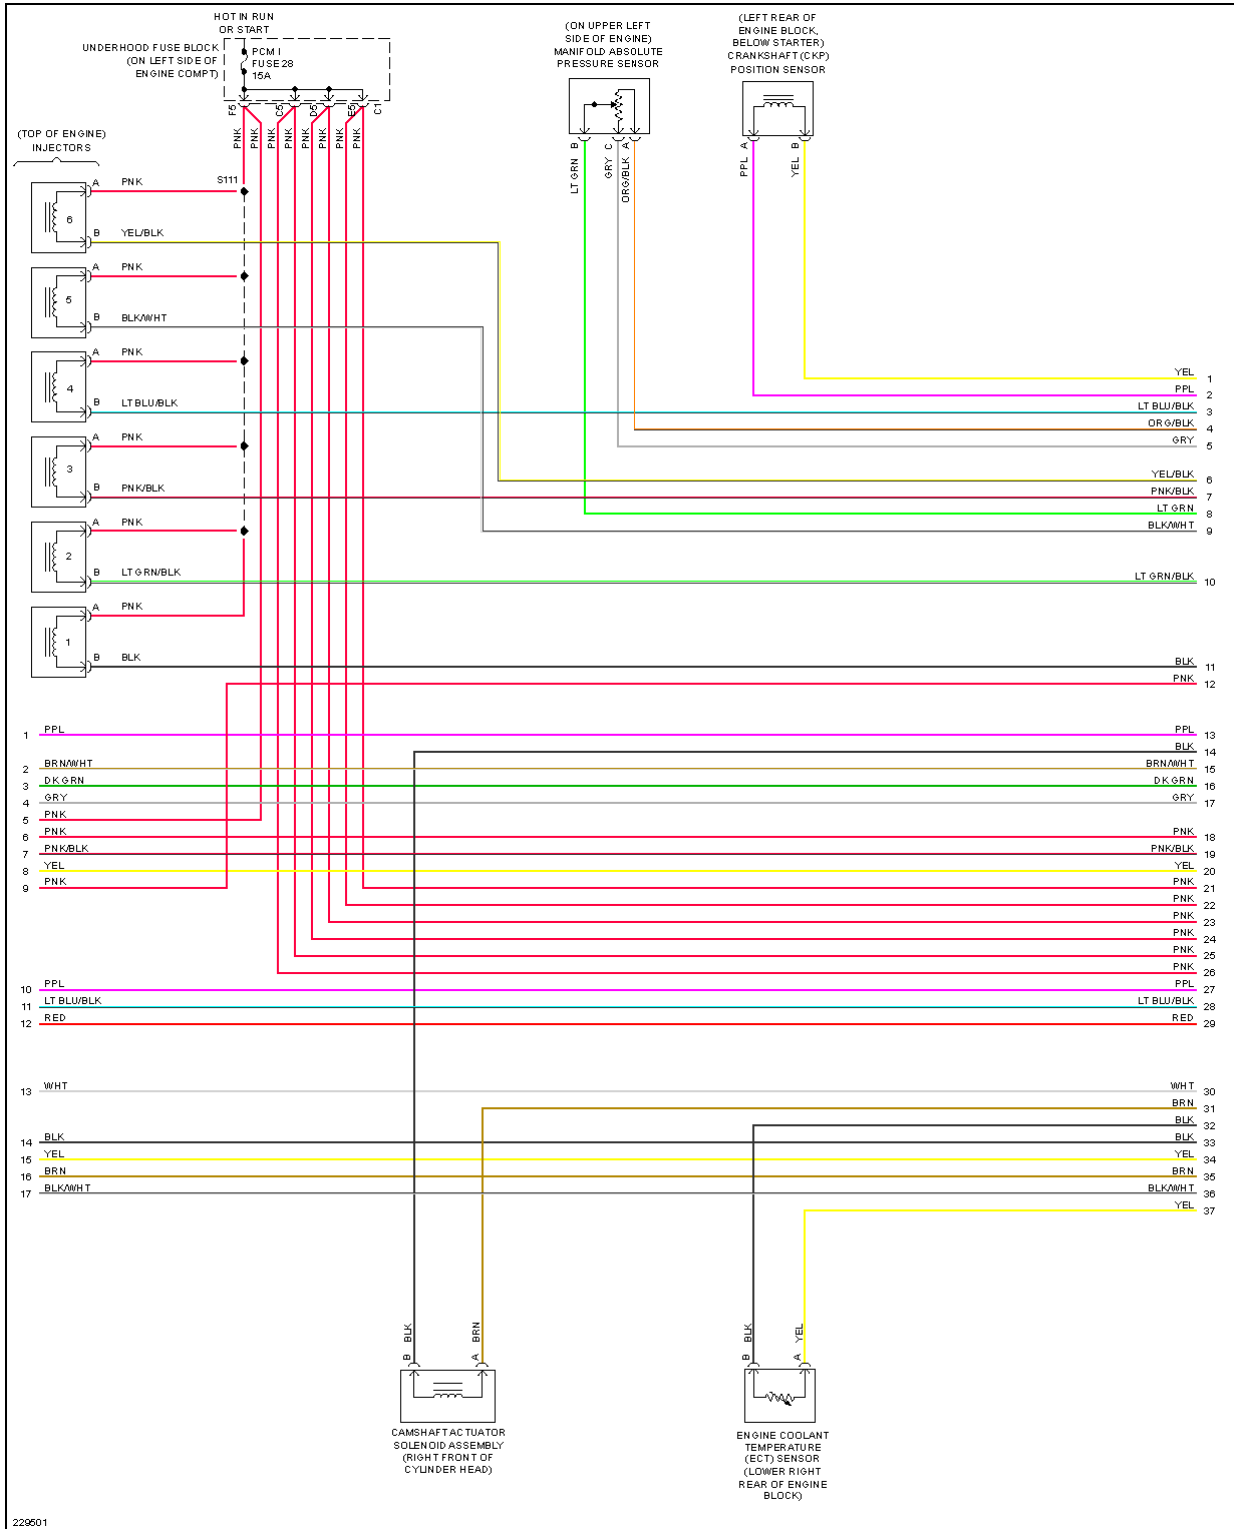 HOT IN RUN
OR START
UNDERHOOD FUSE BLOCK
(ON LEFT SIDE OF
ENGINE COMPT)
PCM I
FUSE 28
15A
F5
C5
D5
E5
C1
PNK
PNK
PNK
PNK
PNK
PNK
PNK
PNK
(ON UPPER LEFT
SIDE OF ENGINE)
MANIFOLD ABSOLUTE
PRESSURE SENSOR
B
C
A
LT GRN
GRY
ORG/BLK
(LEFT REAR OF
ENGINE BLOCK,
BELOW STARTER)
CRANKSHAFT (CKP)
POSITION SENSOR
A
B
PPL
YEL
(TOP OF ENGINE)
INJECTORS
S111
6
A PNK
B YEL/BLK
5
A PNK
B BLK/WHT
4
A PNK
B LT BLU/BLK
3
A PNK
B PNK/BLK
2
A PNK
B LT GRN/BLK
1
A PNK
B BLK
YEL 1
PPL 2
LT BLU/BLK 3
ORG/BLK 4
GRY 5
YEL/BLK 6
PNK/BLK 7
LT GRN 8
BLK/WHT 9
LT GRN/BLK 10
BLK 11
PNK 12
1 PPL PPL 13
BLK 14
2 BRN/WHT BRN/WHT 15
3 DK GRN DK GRN 16
4 GRY GRY 17
5 PNK
6 PNK PNK 18
7 PNK/BLK PNK/BLK 19
8 YEL YEL 20
9 PNK PNK 21
PNK 22
PNK 23
PNK 24
PNK 25
PNK 26
10 PPL PPL 27
11 LT BLU/BLK LT BLU/BLK 28
12 RED RED 29
13 WHT WHT 30
BRN 31
BLK 32
14 BLK BLK 33
15 YEL YEL 34
16 BRN BRN 35
17 BLK/WHT BLK/WHT 36
YEL 37
B BLK
A BRN
CAMSHAFT ACTUATOR
SOLENOID ASSEMBLY
(RIGHT FRONT OF
CYLINDER HEAD)
B BLK
A YEL
ENGINE COOLANT
TEMPERATURE
(ECT) SENSOR
(LOWER RIGHT
REAR OF ENGINE
BLOCK)
229501